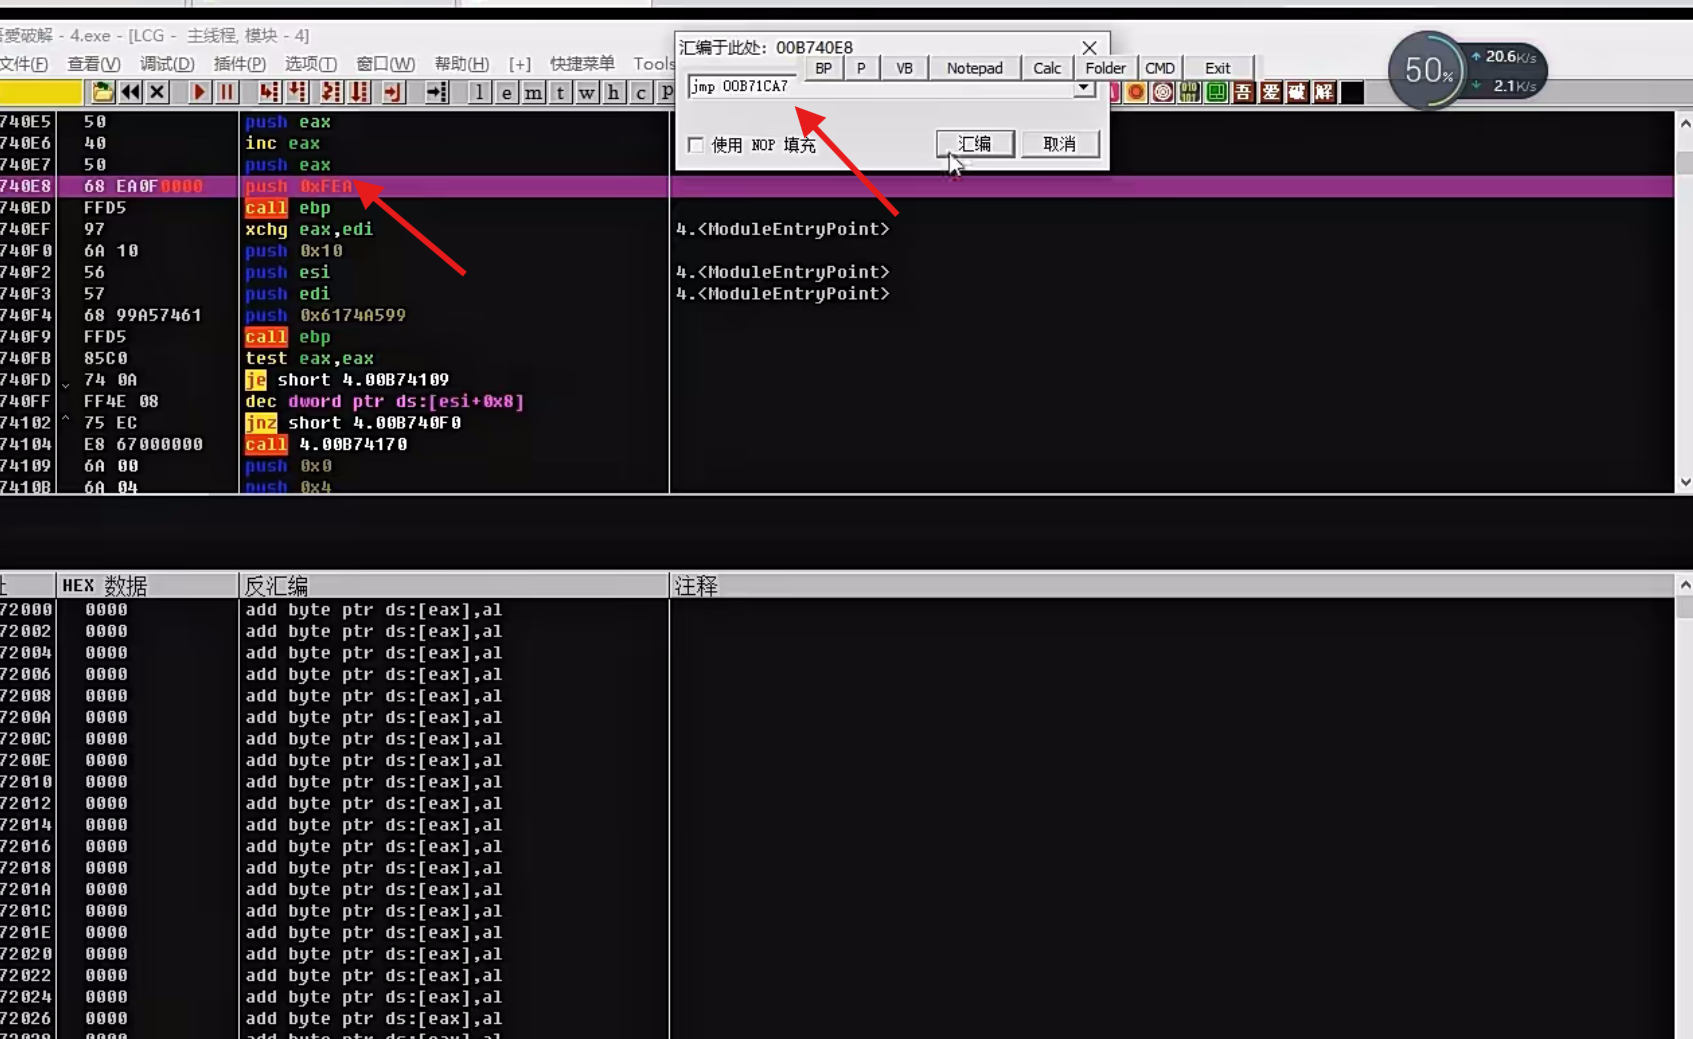 爱破解 - 4.exe - [LCG - 主线程, 模块 - 4]
文件(F) 查看(V) 调试(D) 插件(P) 选项(T) 窗口(W) 帮助(H) [+] 快捷菜单 Tools
汇编于此处: 00B740E8
BP P VB Notepad Calc Folder CMD Exit
l e m t w h c P
吾 爱 破 解
jmp 00B71CA7
使用 NOP 填充 汇编 取消
50%
20.6K/s
2.1K/s
740E5 50 push eax
740E6 40 inc eax
740E7 50 push eax
740E8 68 EA0F0000 push 0xFEA
740ED FFD5 call ebp
740EF 97 xchg eax,edi 4.<ModuleEntryPoint>
740F0 6A 10 push 0x10
740F2 56 push esi 4.<ModuleEntryPoint>
740F3 57 push edi 4.<ModuleEntryPoint>
740F4 68 99A57461 push 0x6174A599
740F9 FFD5 call ebp
740FB 85C0 test eax,eax
740FD 74 0A je short 4.00B74109
740FF FF4E 08 dec dword ptr ds:[esi+0x8]
74102 75 EC jnz short 4.00B740F0
74104 E8 67000000 call 4.00B74170
74109 6A 00 push 0x0
7410B 6A 04 push 0x4
址 HEX 数据 反汇编 注释
72000 0000 add byte ptr ds:[eax],al
72002 0000 add byte ptr ds:[eax],al
72004 0000 add byte ptr ds:[eax],al
72006 0000 add byte ptr ds:[eax],al
72008 0000 add byte ptr ds:[eax],al
7200A 0000 add byte ptr ds:[eax],al
7200C 0000 add byte ptr ds:[eax],al
7200E 0000 add byte ptr ds:[eax],al
72010 0000 add byte ptr ds:[eax],al
72012 0000 add byte ptr ds:[eax],al
72014 0000 add byte ptr ds:[eax],al
72016 0000 add byte ptr ds:[eax],al
72018 0000 add byte ptr ds:[eax],al
7201A 0000 add byte ptr ds:[eax],al
7201C 0000 add byte ptr ds:[eax],al
7201E 0000 add byte ptr ds:[eax],al
72020 0000 add byte ptr ds:[eax],al
72022 0000 add byte ptr ds:[eax],al
72024 0000 add byte ptr ds:[eax],al
72026 0000 add byte ptr ds:[eax],al
72028 0000 add byte ptr ds:[eax],al